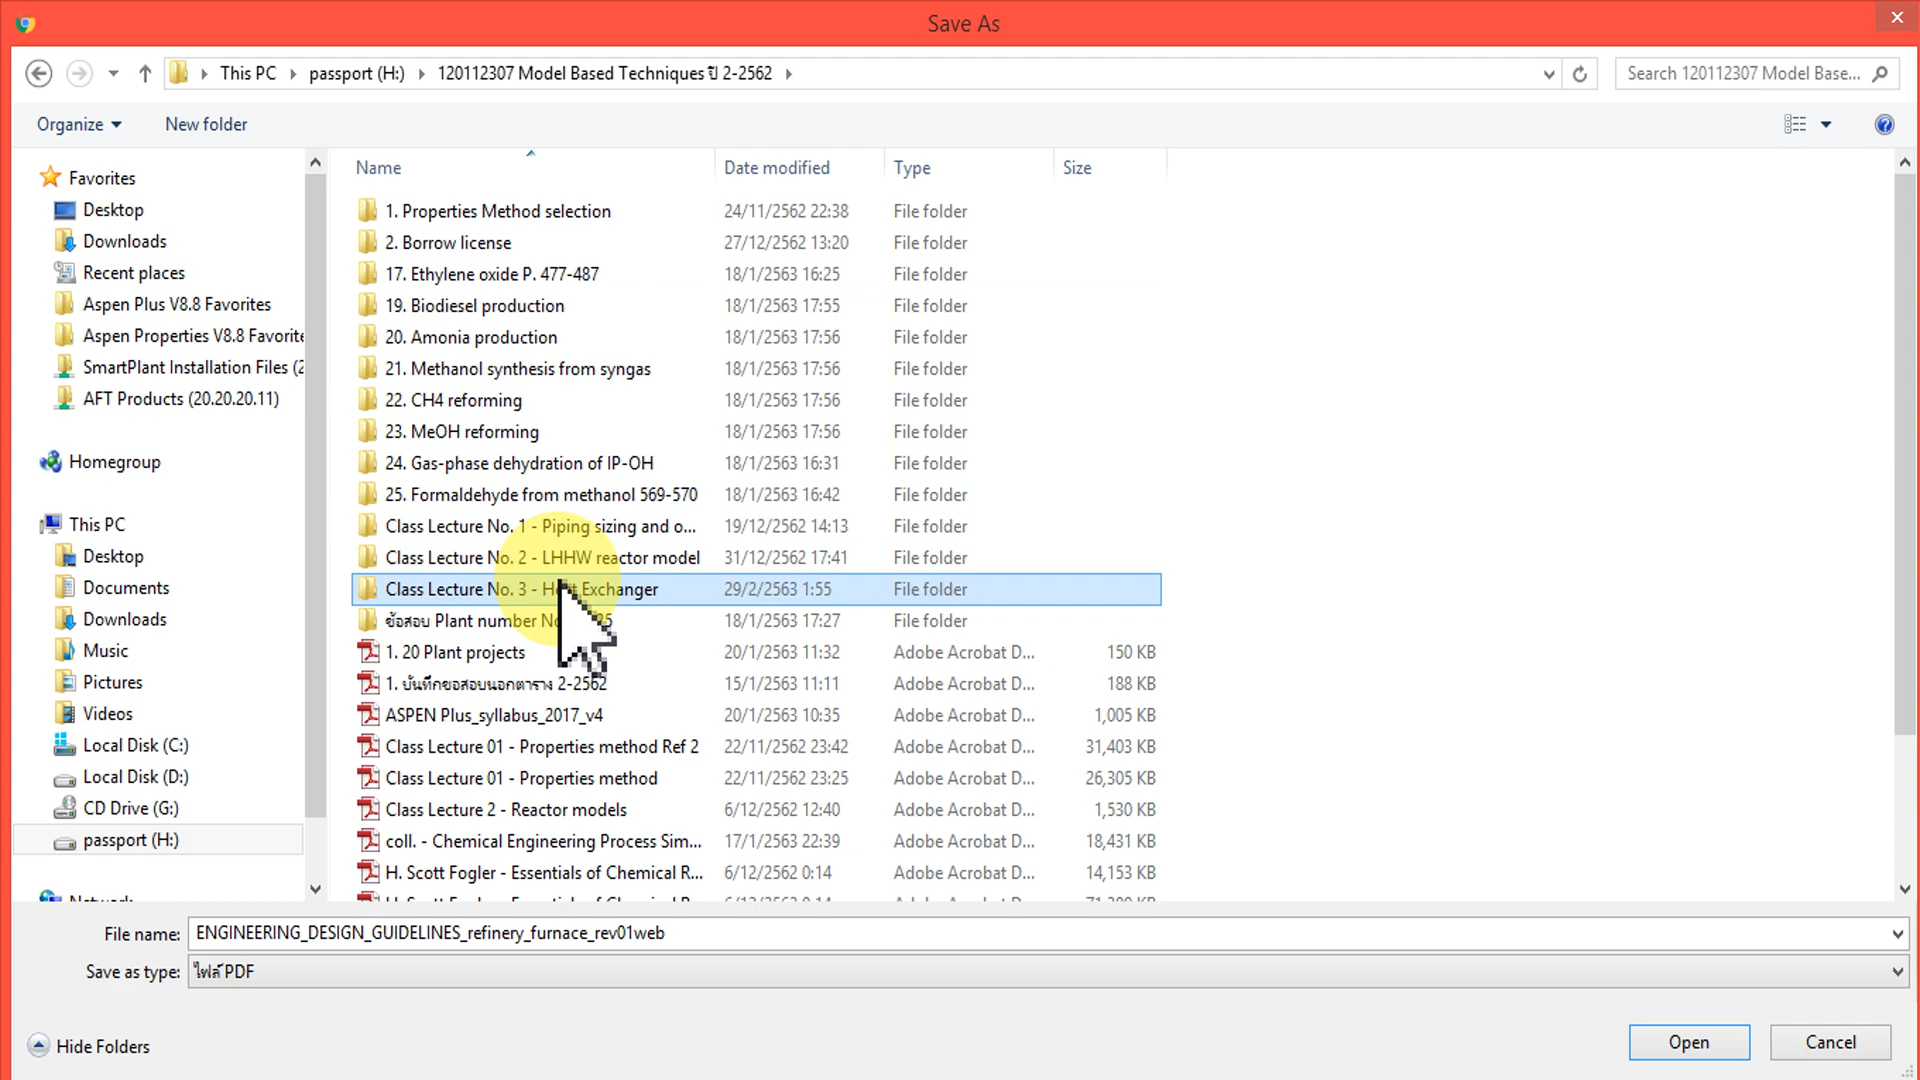 Save As
This PC
passport (H:)
120112307 Model Based Techniques ปี 2-2562
Search 120112307 Model Base...
Organize
New folder
Name
Date modified
Type
Size
Favorites
Desktop
Downloads
Recent places
Aspen Plus V8.8 Favorites
Aspen Properties V8.8 Favorite
SmartPlant Installation Files (2
AFT Products (20.20.20.11)
Homegroup
This PC
Desktop
Documents
Downloads
Music
Pictures
Videos
Local Disk (C:)
Local Disk (D:)
CD Drive (G:)
passport (H:)
1. Properties Method selection 24/11/2562 22:38 File folder
2. Borrow license 27/12/2562 13:20 File folder
17. Ethylene oxide P. 477-487 18/1/2563 16:25 File folder
19. Biodiesel production 18/1/2563 17:55 File folder
20. Amonia production 18/1/2563 17:56 File folder
21. Methanol synthesis from syngas 18/1/2563 17:56 File folder
22. CH4 reforming 18/1/2563 17:56 File folder
23. MeOH reforming 18/1/2563 17:56 File folder
24. Gas-phase dehydration of IP-OH 18/1/2563 16:31 File folder
25. Formaldehyde from methanol 569-570 18/1/2563 16:42 File folder
Class Lecture No. 1 - Piping sizing and o... 19/12/2562 14:13 File folder
Class Lecture No. 2 - LHHW reactor model 31/12/2562 17:41 File folder
Class Lecture No. 3 - Exchanger 29/2/2563 1:55 File folder
ข้อสอบ Plant number 18/1/2563 17:27 File folder
1. 20 Plant projects 20/1/2563 11:32 Adobe Acrobat D... 150 KB
1. บันทึกขอสอบนอกตาราง 2-2562 15/1/2563 11:11 Adobe Acrobat D... 188 KB
ASPEN Plus_syllabus_2017_v4 20/1/2563 10:35 Adobe Acrobat D... 1,005 KB
Class Lecture 01 - Properties method Ref 2 22/11/2562 23:42 Adobe Acrobat D... 31,403 KB
Class Lecture 01 - Properties method 22/11/2562 23:25 Adobe Acrobat D... 26,305 KB
Class Lecture 2 - Reactor models 6/12/2562 12:40 Adobe Acrobat D... 1,530 KB
coll. - Chemical Engineering Process Sim... 17/1/2563 22:39 Adobe Acrobat D... 18,431 KB
H. Scott Fogler - Essentials of Chemical R... 6/12/2562 0:14 Adobe Acrobat D... 14,153 KB
File name: ENGINEERING_DESIGN_GUIDELINES_refinery_furnace_rev01web
Save as type: ไฟล์ PDF
Hide Folders
Open
Cancel